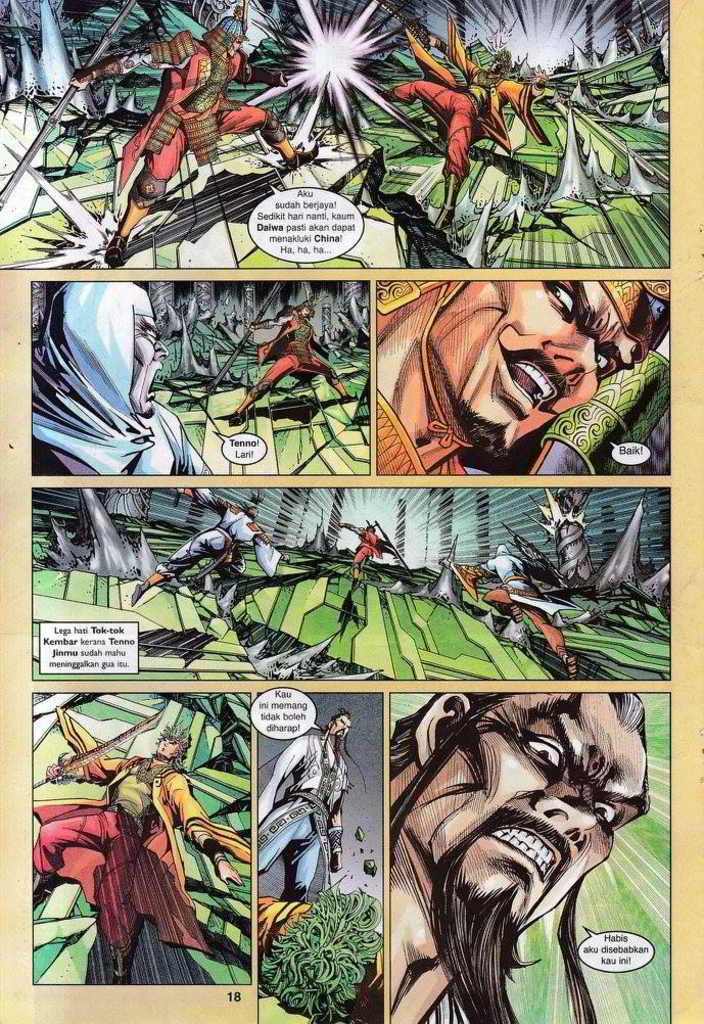 Aku
sudah berjaya!
Sedikit hari nanti, kaum
Daiwa pasti akan dapat
menakluki China!
Ha, ha, ha...
Tenno!
Lari!
Baik!
Lega hati Tok-tok
Kembar kerana Tenno
Jinmu sudah mahu
meninggalkan gua itu.
Kau
ini memang
tidak boleh
diharap!
Habis
aku disebabkan
kau ini!
18